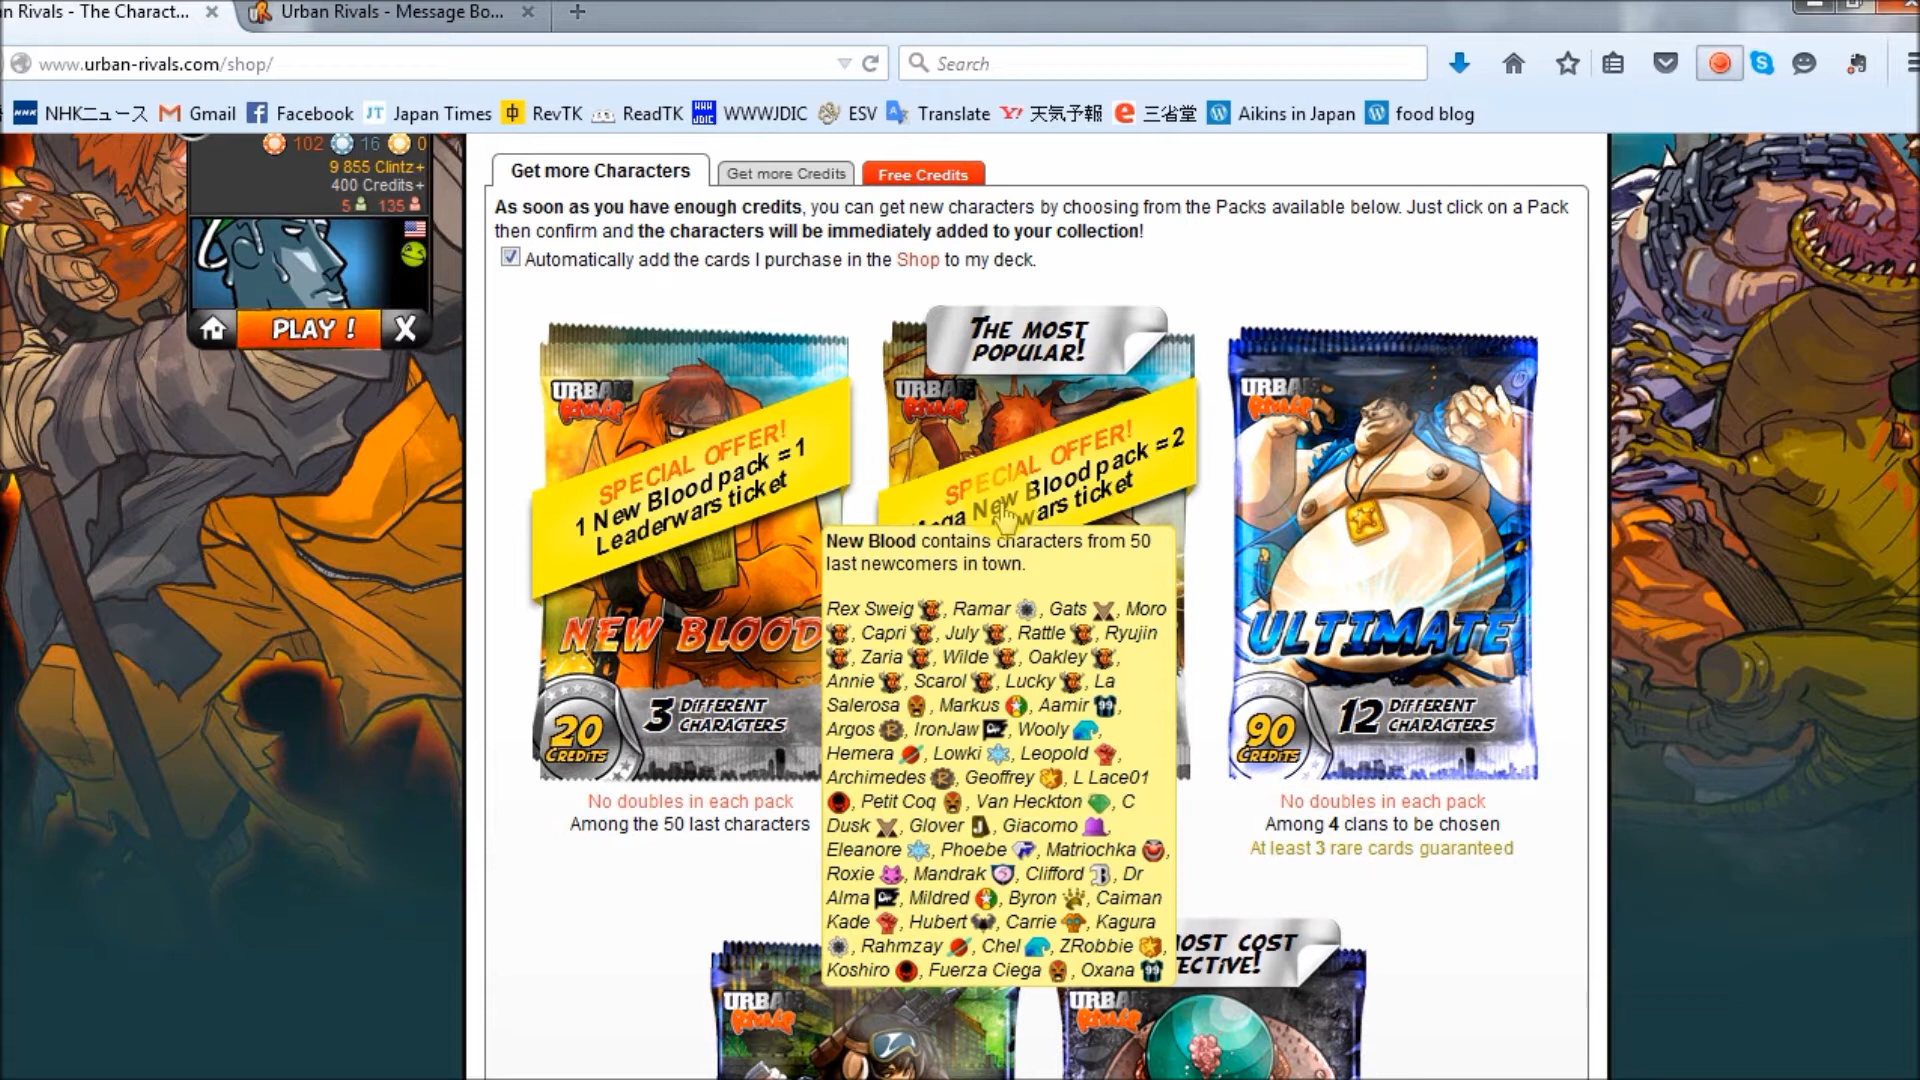 n Rivals - The Charact...
Urban Rivals - Message Bo...
www.urban-rivals.com/shop/
Search
NHKニュース
Gmail
Facebook
JT Japan Times
中 RevTK
ReadTK
WWWJDIC
ESV
Translate
Y! 天気予報
e 三省堂
Aikins in Japan
food blog
102 16 0
9 855 Clintz+
400 Credits+
5 135
PLAY !
X
Get more Characters
Get more Credits
Free Credits
As soon as you have enough credits, you can get new characters by choosing from the Packs available below. Just click on a Pack
then confirm and the characters will be immediately added to your collection!
Automatically add the cards I purchase in the Shop to my deck.
URBAN
RIVALS
SPECIAL OFFER!
1 New Blood pack = 1
Leaderwars ticket
NEW BLOOD
20
CREDITS
3 DIFFERENT
CHARACTERS
No doubles in each pack
Among the 50 last characters
THE MOST
POPULAR!
URBAN
RIVALS
SPECIAL OFFER!
New Blood pack = 2
wars ticket
New Blood contains characters from 50
last newcomers in town.
Rex Sweig , Ramar , Gats , Moro
, Capri , July , Rattle , Ryujin
, Zaria , Wilde , Oakley ,
Annie , Scarol , Lucky , La
Salerosa , Markus , Aamir ,
Argos , IronJaw , Wooly ,
Hemera , Lowki , Leopold ,
Archimedes , Geoffrey , L Lace01
, Petit Coq , Van Heckton , C
Dusk , Glover , Giacomo ,
Eleanore , Phoebe , Matriochka ,
Roxie , Mandrak , Clifford , Dr
Alma , Mildred , Byron , Caiman
Kade , Hubert , Carrie , Kagura
, Rahmzay , Chel , ZRobbie ,
Koshiro , Fuerza Ciega , Oxana
URBAN
RIVALS
ULTIMATE
90
CREDITS
12 DIFFERENT
CHARACTERS
No doubles in each pack
Among 4 clans to be chosen
At least 3 rare cards guaranteed
URBAN
RIVALS
OST COST
ECTIVE!
URBAN
RIVALS